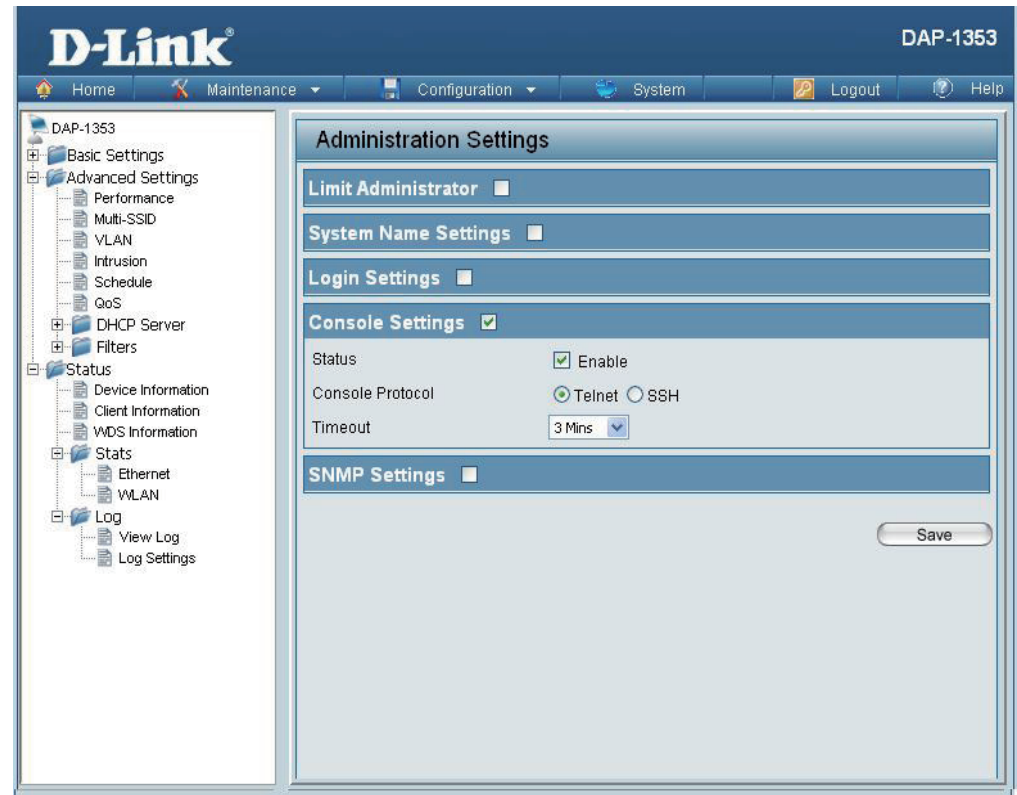 D-Link®
DAP-1353
Home Maintenance Configuration System Logout Help
DAP-1353
Basic Settings
Advanced Settings
Performance
Multi-SSID
VLAN
Intrusion
Schedule
QoS
DHCP Server
Filters
Status
Device Information
Client Information
WDS Information
Stats
Ethernet
WLAN
Log
View Log
Log Settings
Administration Settings
Limit Administrator
System Name Settings
Login Settings
Console Settings
Status Enable
Console Protocol Telnet SSH
Timeout 3 Mins
SNMP Settings
Save